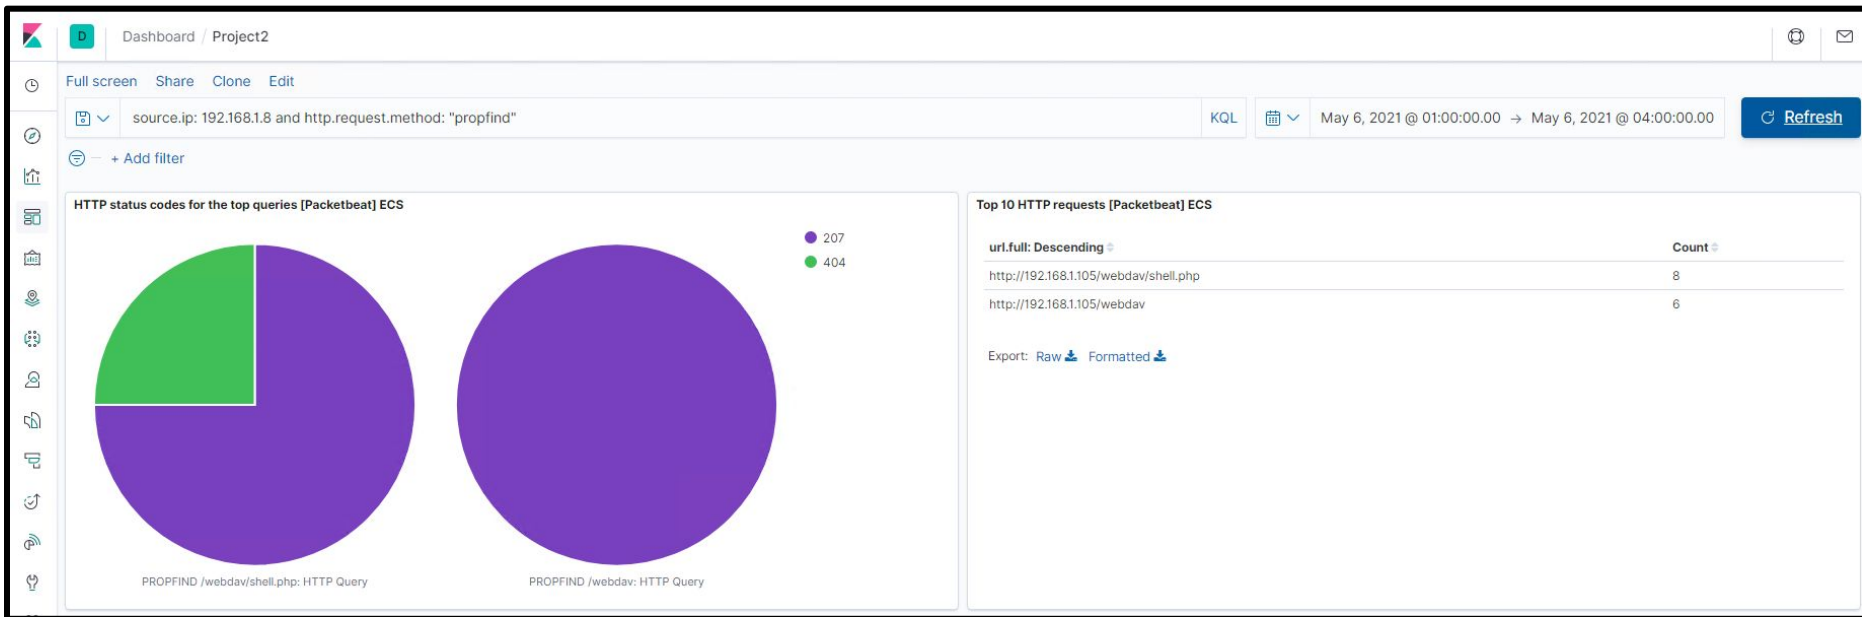 D Dashboard / Project2
Full screen Share Clone Edit
source.ip: 192.168.1.8 and http.request.method: "propfind" KQL May 6, 2021 @ 01:00:00.00 → May 6, 2021 @ 04:00:00.00 Refresh
+ Add filter
HTTP status codes for the top queries [Packetbeat] ECS
207
404
PROPFIND /webdav/shell.php: HTTP Query
PROPFIND /webdav: HTTP Query
Top 10 HTTP requests [Packetbeat] ECS
url.full: Descending Count
http://192.168.1.105/webdav/shell.php 8
http://192.168.1.105/webdav 6
Export: Raw Formatted